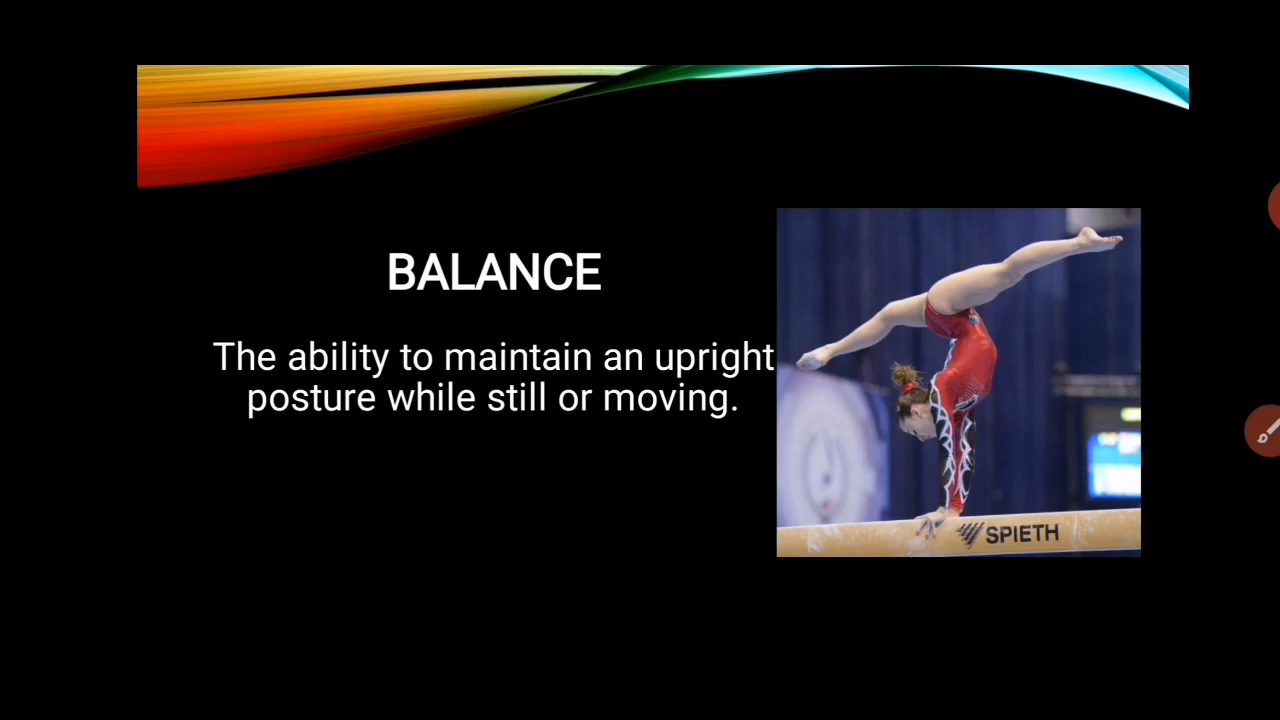 BALANCE
The ability to maintain an upright
posture while still or moving.
SPIETH